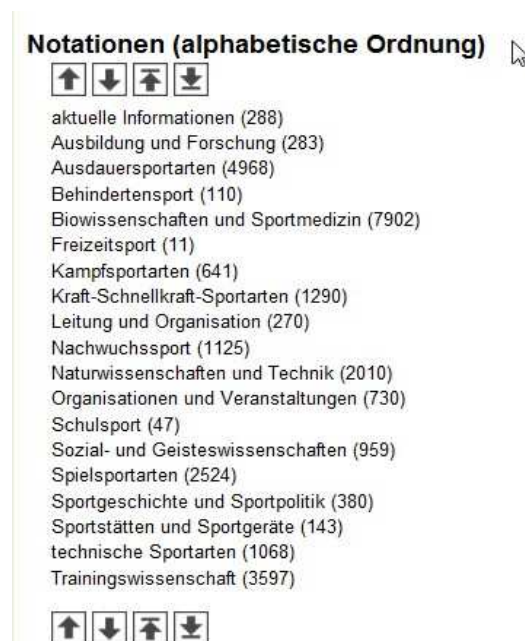 Notationen (alphabetische Ordnung)
aktuelle Informationen (288)
Ausbildung und Forschung (283)
Ausdauersportarten (4968)
Behindertensport (110)
Biowissenschaften und Sportmedizin (7902)
Freizeitsport (11)
Kampfsportarten (641)
Kraft-Schnellkraft-Sportarten (1290)
Leitung und Organisation (270)
Nachwuchssport (1125)
Naturwissenschaften und Technik (2010)
Organisationen und Veranstaltungen (730)
Schulsport (47)
Sozial- und Geisteswissenschaften (959)
Spielsportarten (2524)
Sportgeschichte und Sportpolitik (380)
Sportstätten und Sportgeräte (143)
technische Sportarten (1068)
Trainingswissenschaft (3597)